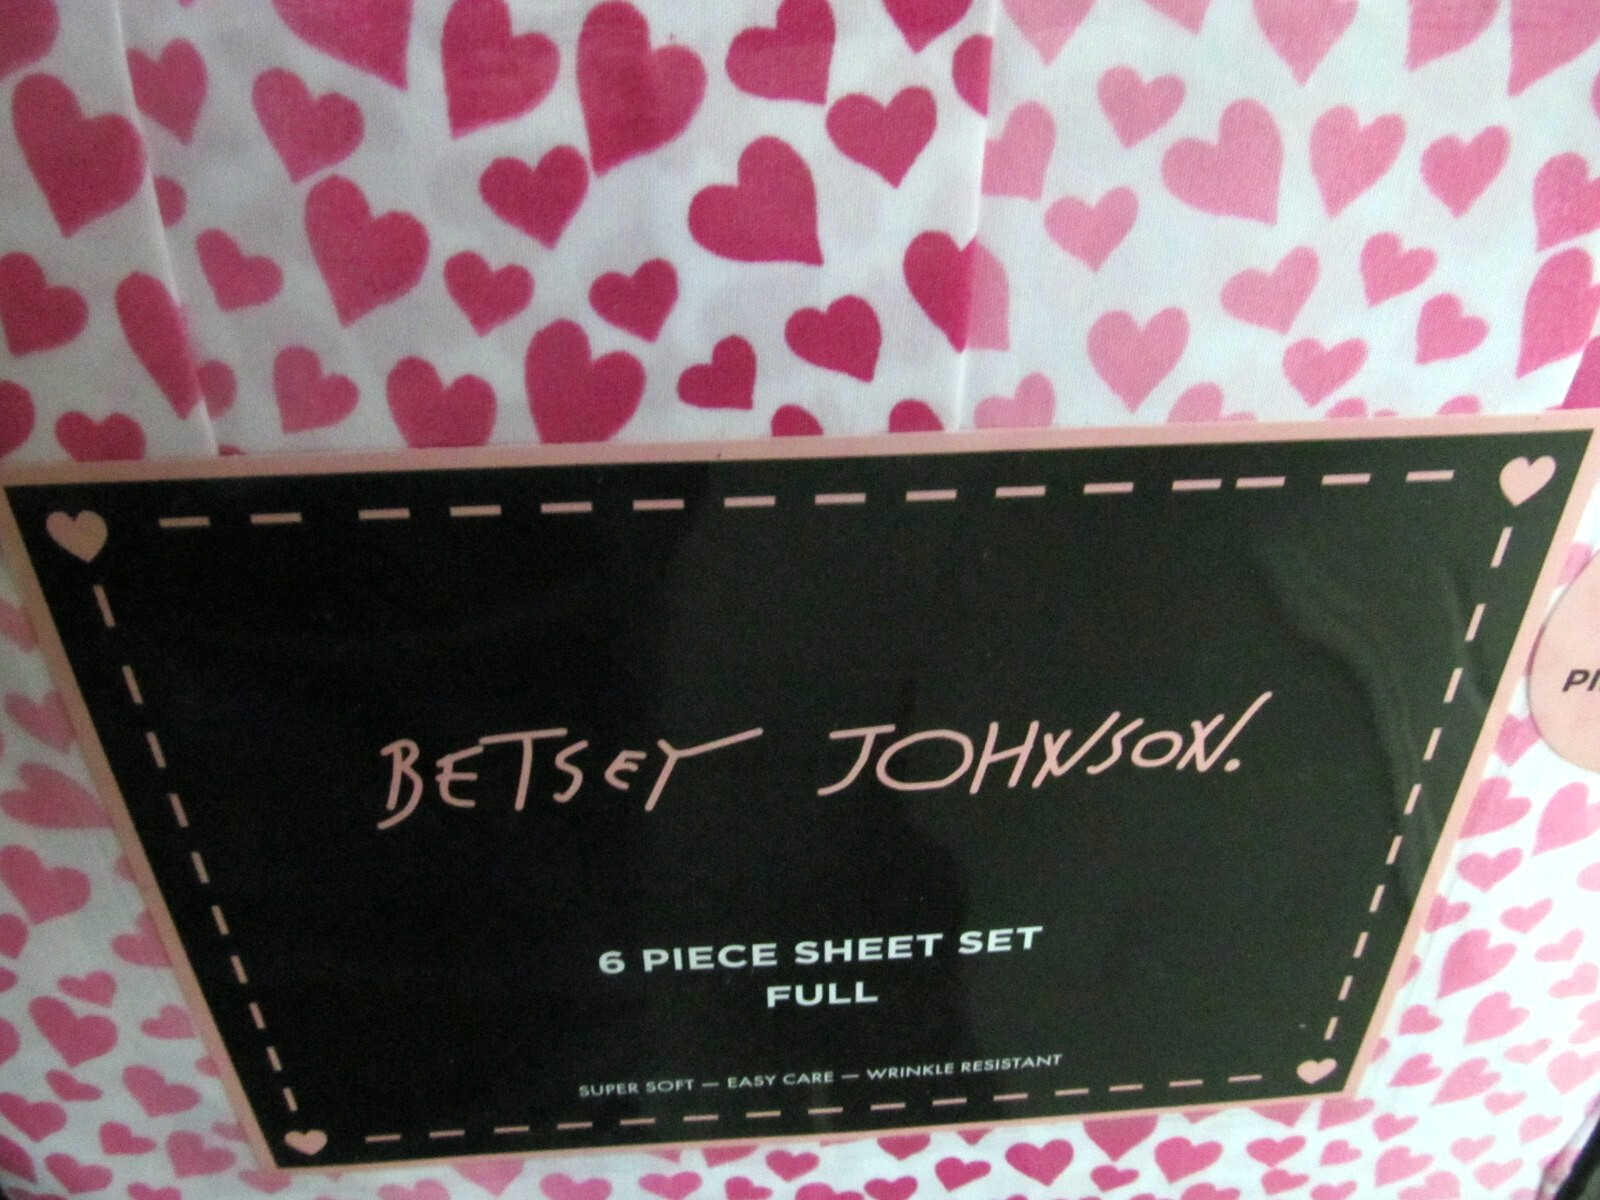 BETSEY JOHNSON.
6 PIECE SHEET SET
FULL
SUPER SOFT — EASY CARE — WRINKLE RESISTANT